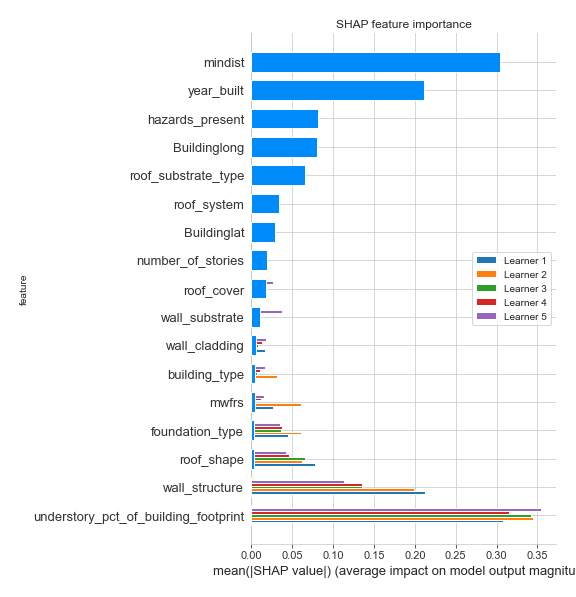 SHAP feature importance
mindist
year_built
hazards_present
Buildinglong
roof_substrate_type
roof_system
Buildinglat
number_of_stories
roof_cover
wall_substrate
wall_cladding
building_type
mwfrs
foundation_type
roof_shape
wall_structure
understory_pct_of_building_footprint
feature
Learner 1
Learner 2
Learner 3
Learner 4
Learner 5
0.00 0.05 0.10 0.15 0.20 0.25 0.30 0.35
mean(|SHAP value|) (average impact on model output magnitu